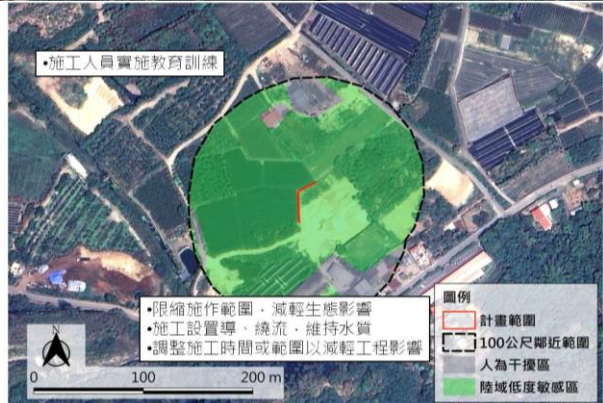 •施工人員實施教育訓練
•限縮施作範圍，減輕生態影響
•施工設置導、繞流，維持水質
•調整施工時間或範圍以減輕工程影響
圖例
計畫範圍
100公尺鄰近範圍
人為干擾區
陸域低度敏感區
N
0 100 200 m